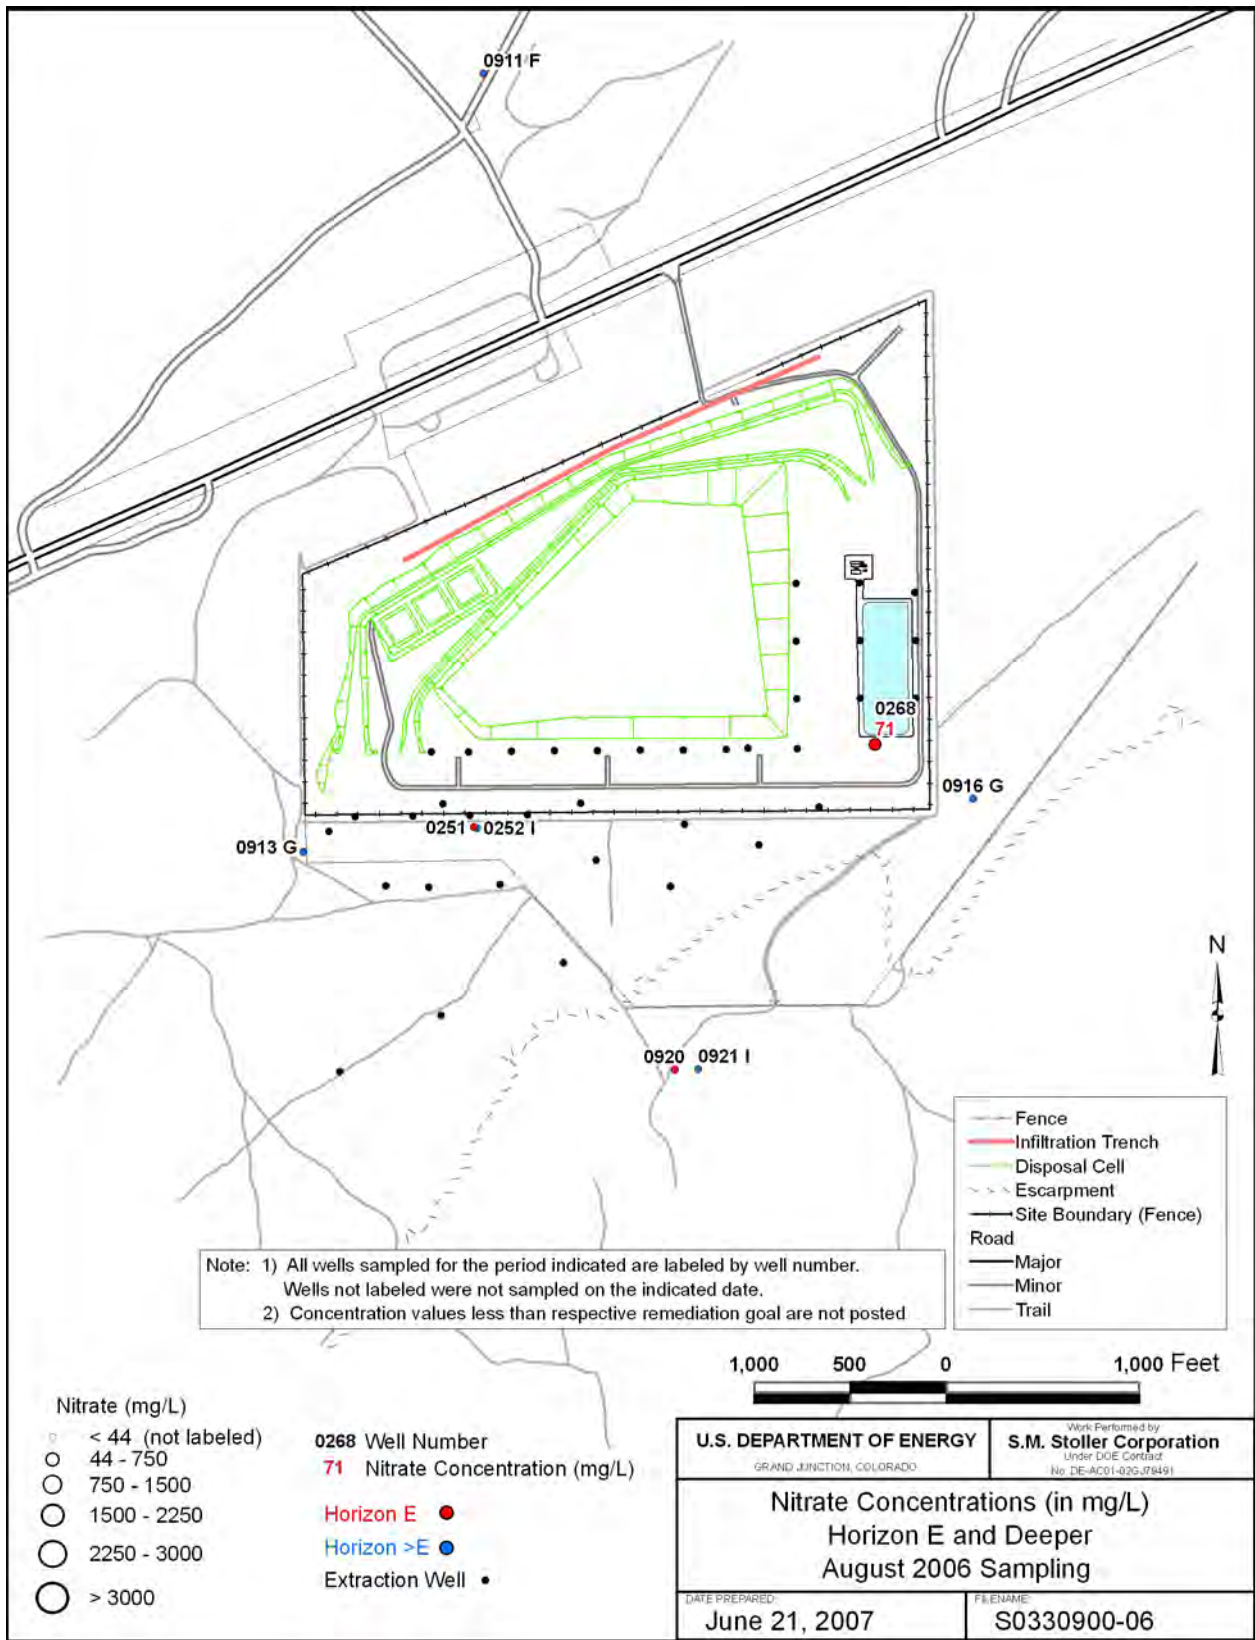 0911 F
0268
71
0916 G
0251
0252 I
0913 G
N
0920
0921 I
Fence
Infiltration Trench
Disposal Cell
Escarpment
Site Boundary (Fence)
Road
Major
Minor
Trail
Note: 1) All wells sampled for the period indicated are labeled by well number.
Wells not labeled were not sampled on the indicated date.
2) Concentration values less than respective remediation goal are not posted
1,000 500 0 1,000 Feet
Nitrate (mg/L)
< 44 (not labeled)
44 - 750
750 - 1500
1500 - 2250
2250 - 3000
> 3000
0268 Well Number
71 Nitrate Concentration (mg/L)
Horizon E
Horizon >E
Extraction Well
U.S. DEPARTMENT OF ENERGY
GRAND JUNCTION, COLORADO
Work Performed by
S.M. Stoller Corporation
Under DOE Contract
No. DE-AC01-02GJ79491
Nitrate Concentrations (in mg/L)
Horizon E and Deeper
August 2006 Sampling
DATE PREPARED:
June 21, 2007
FILENAME:
S0330900-06